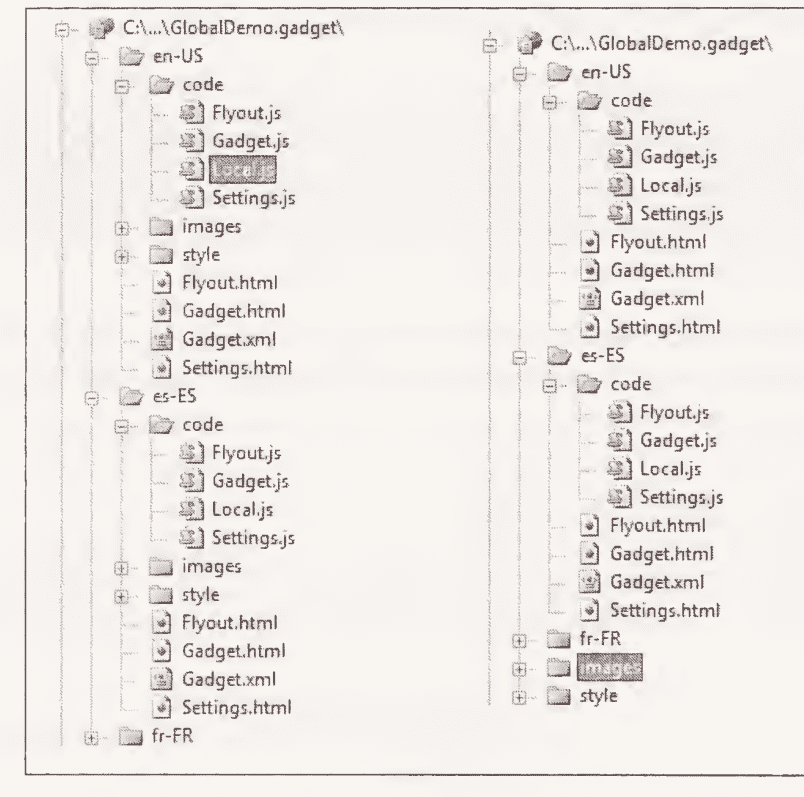 C:\...\GlobalDemo.gadget\
en-US
code
Flyout.js
Gadget.js
Local.js
Settings.js
images
style
Flyout.html
Gadget.html
Gadget.xml
Settings.html
es-ES
code
Flyout.js
Gadget.js
Local.js
Settings.js
images
style
Flyout.html
Gadget.html
Gadget.xml
Settings.html
fr-FR
C:\...\GlobalDemo.gadget\
en-US
code
Flyout.js
Gadget.js
Local.js
Settings.js
Flyout.html
Gadget.html
Gadget.xml
Settings.html
es-ES
code
Flyout.js
Gadget.js
Local.js
Settings.js
Flyout.html
Gadget.html
Gadget.xml
Settings.html
fr-FR
images
style